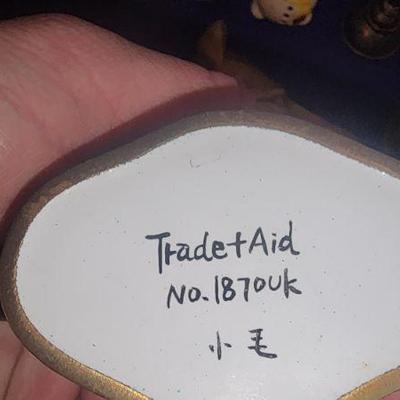 Trade+Aid
No.1870UK
小毛